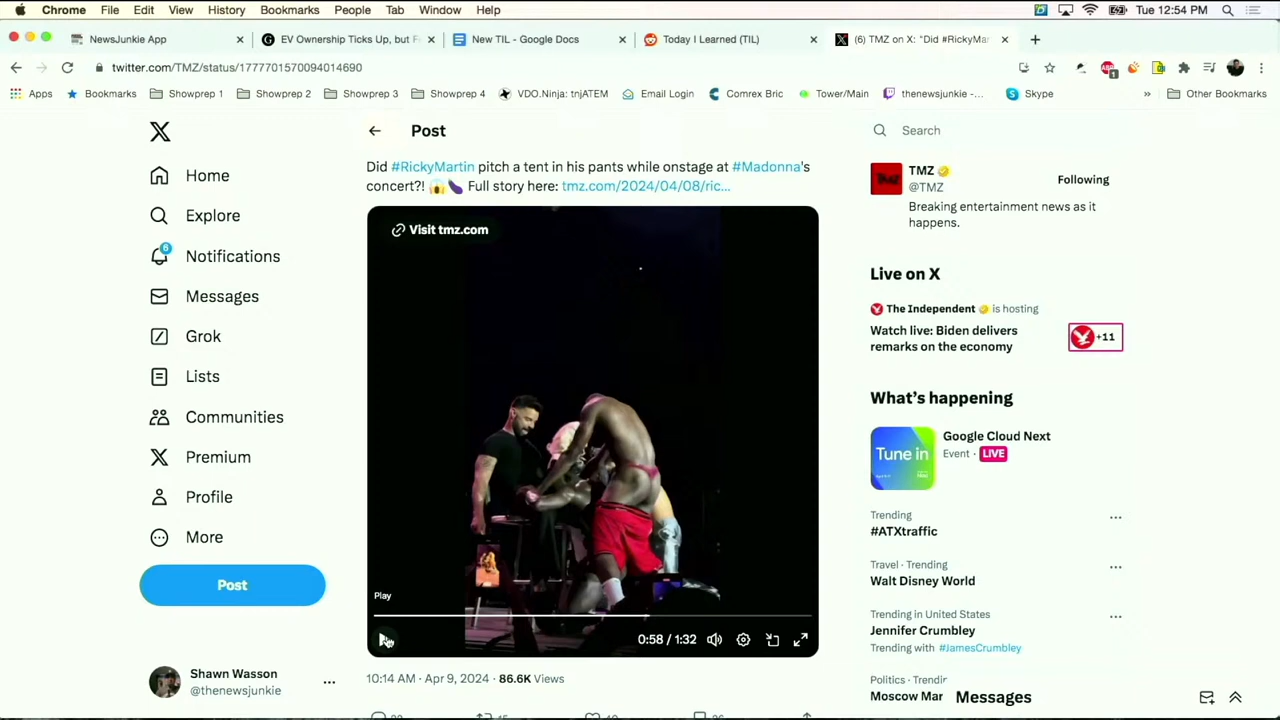 Chrome File Edit View History Bookmarks People Tab Window Help Tue 12:54 PM
NewsJunkie App EV Ownership Ticks Up, but F New TIL - Google Docs Today I Learned (TIL) (6) TMZ on X: "Did #RickyMar
twitter.com/TMZ/status/1777701570094014690
Apps Bookmarks Showprep 1 Showprep 2 Showprep 3 Showprep 4 VDO.Ninja: tnjATEM Email Login Comrex Bric Tower/Main thenewsjunkie -... Skype » Other Bookmarks
Home
Explore
6
Notifications
Messages
Grok
Lists
Communities
Premium
Profile
More
Post
Shawn Wasson
@thenewsjunkie
Post
Did #RickyMartin pitch a tent in his pants while onstage at #Madonna's
concert?! 😱🍆 Full story here: tmz.com/2024/04/08/ric...
Visit tmz.com
Play
0:58 / 1:32
10:14 AM · Apr 9, 2024 · 86.6K Views
Search
TMZ
@TMZ
Following
Breaking entertainment news as it
happens.
Live on X
The Independent is hosting
Watch live: Biden delivers
remarks on the economy
+11
What's happening
Tune in
Google Cloud Next
Event · LIVE
Trending
#ATXtraffic
Travel · Trending
Walt Disney World
Trending in United States
Jennifer Crumbley
Trending with #JamesCrumbley
Politics · Trendir
Moscow Mar
Messages